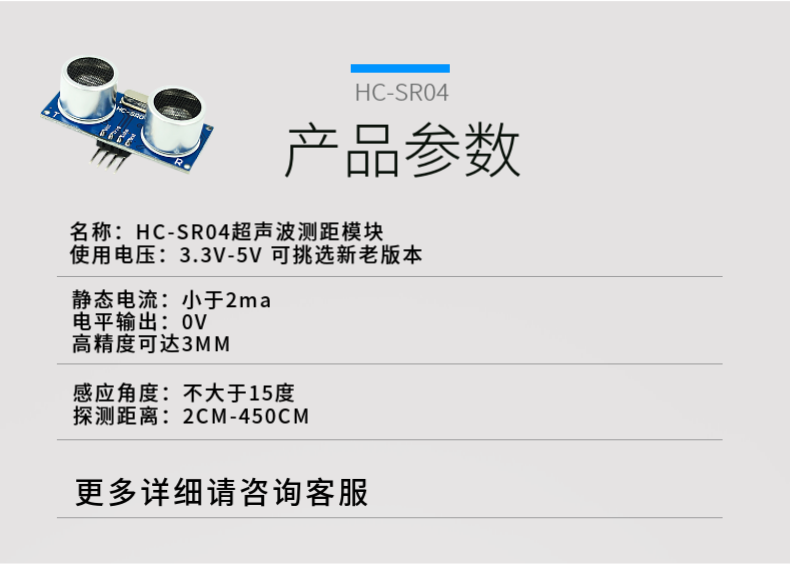 HC-SR04
产品参数
HC-SR0
T
R
名称：HC-SR04超声波测距模块
使用电压：3.3V-5V 可挑选新老版本
静态电流：小于2ma
电平输出：0V
高精度可达3MM
感应角度：不大于15度
探测距离：2CM-450CM
更多详细请咨询客服